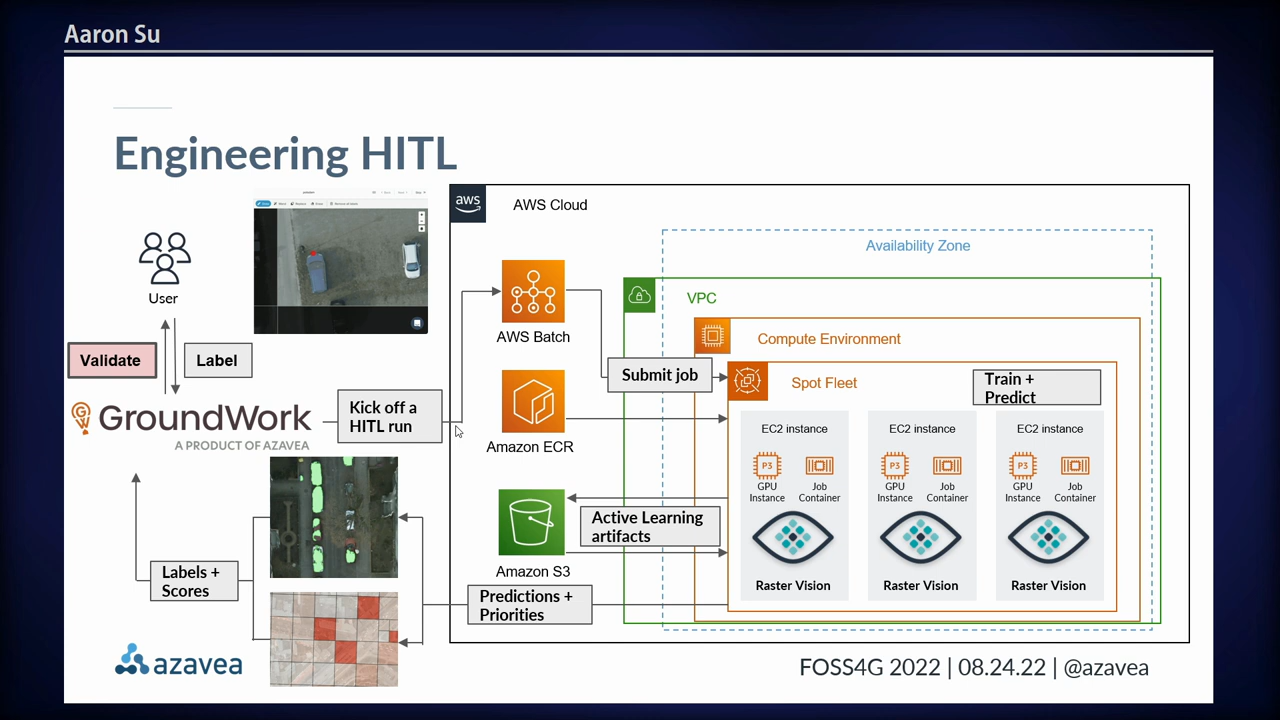 Aaron Su
Engineering HITL
aws
AWS Cloud
Availability Zone
User
VPC
AWS Batch
Compute Environment
Validate
Label
Submit job
Spot Fleet
Train +
Predict
GroundWork
A PRODUCT OF AZAVEA
Kick off a
HITL run
Amazon ECR
EC2 instance
EC2 instance
EC2 instance
P3
P3
P3
GPU
Instance
Job
Container
GPU
Instance
Job
Container
GPU
Instance
Job
Container
Active Learning
artifacts
Amazon S3
Raster Vision
Raster Vision
Raster Vision
Labels +
Scores
Predictions +
Priorities
azavea
FOSS4G 2022 | 08.24.22 | @azavea